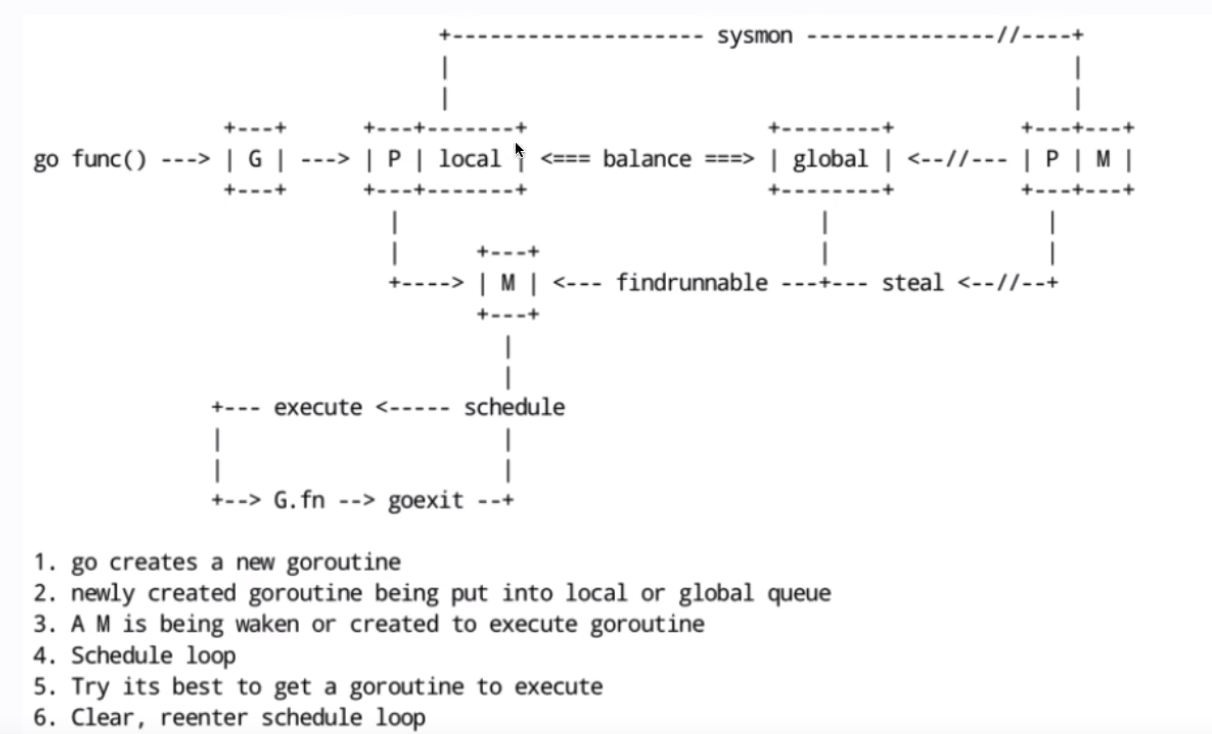 +-------------------- sysmon ---------------//----+
|                                                 |
|                                                 |
+---+      +---+-------+                   +--------+          +---+---+
go func() ---> | G | ---> | P | local | <=== balance ===> | global | <--//--- | P | M |
+---+      +---+-------+                   +--------+          +---+---+
|                                 |                 |
|      +---+                      |                 |
+----> | M | <--- findrunnable ---+--- steal <--//--+
+---+
|
|
+--- execute <----- schedule
|                      |
|                      |
+--> G.fn --> goexit --+
1. go creates a new goroutine
2. newly created goroutine being put into local or global queue
3. A M is being waken or created to execute goroutine
4. Schedule loop
5. Try its best to get a goroutine to execute
6. Clear, reenter schedule loop